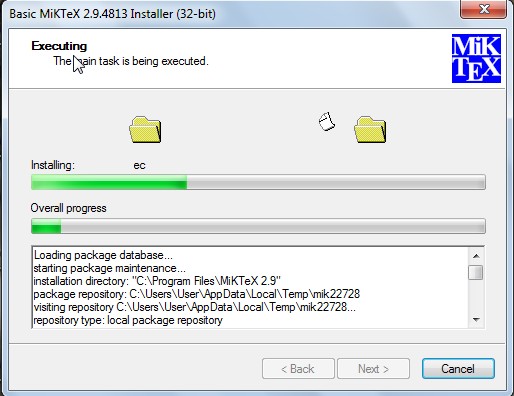 Basic MiKTeX 2.9.4813 Installer (32-bit)
Executing
The main task is being executed.
MiK
TEX
Installing: ec
Overall progress
Loading package database...
starting package maintenance...
installation directory: "C:\Program Files\MiKTeX 2.9"
package repository: C:\Users\User\AppData\Local\Temp\mik22728
visiting repository C:\Users\User\AppData\Local\Temp\mik22728...
repository type: local package repository
< Back Next > Cancel